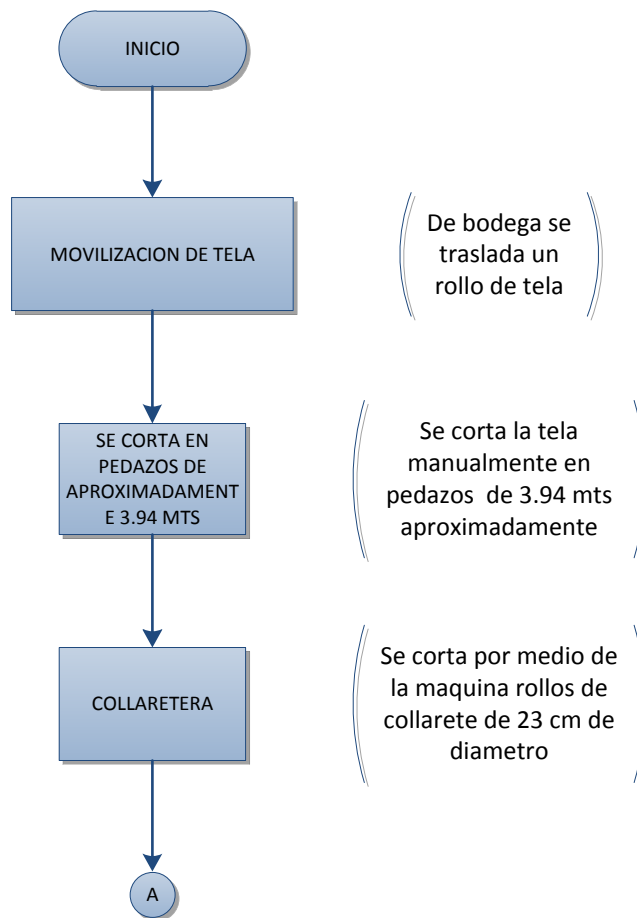 INICIO
MOVILIZACION DE TELA
De bodega se
traslada un
rollo de tela
SE CORTA EN
PEDAZOS DE
APROXIMADAMENT
E 3.94 MTS
Se corta la tela
manualmente en
pedazos  de 3.94 mts
aproximadamente
COLLARETERA
Se corta por medio de
la maquina rollos de
collarete de 23 cm de
diametro
A